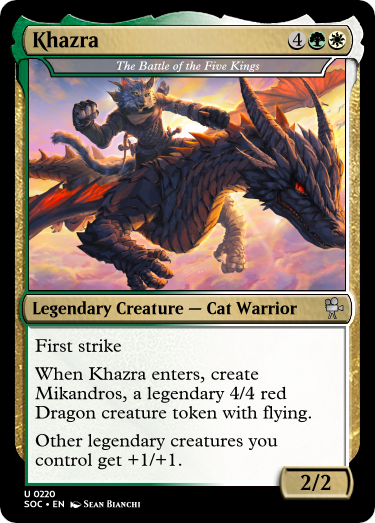 Khazra 4
The Battle of the Five Kings
Legendary Creature — Cat Warrior
First strike
When Khazra enters, create
Mikandros, a legendary 4/4 red
Dragon creature token with flying.
Other legendary creatures you
control get +1/+1.
2/2
U 0220
SOC • EN Sean Bianchi